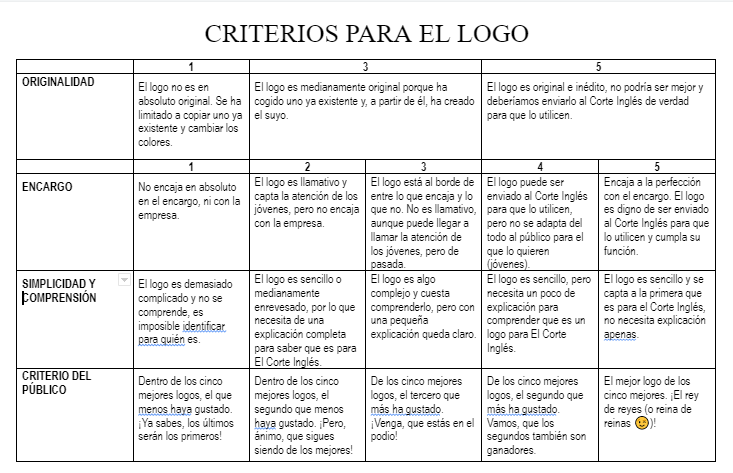 CRITERIOS PARA EL LOGO
1
3
5
ORIGINALIDAD
El logo no es en
absoluto original. Se ha
limitado a copiar uno ya
existente y cambiar los
colores.
El logo es medianamente original porque ha
cogido uno ya existente y, a partir de él, ha creado
el suyo.
El logo es original e inédito, no podría ser mejor y
deberíamos enviarlo al Corte Inglés de verdad
para que lo utilicen.
1
2
3
4
5
ENCARGO
No encaja en absoluto
en el encargo, ni con la
empresa.
El logo es llamativo y
capta la atención de los
jóvenes, pero no encaja
con la empresa.
El logo está al borde de
entre lo que encaja y lo
que no. No es llamativo,
aunque puede llegar a
llamar la atención de
los jóvenes, pero de
pasada.
El logo puede ser
enviado al Corte Inglés
para que lo utilicen,
pero no se adapta del
todo al público para el
que lo quieren
(jóvenes).
Encaja a la perfección
con el encargo. El logo
es digno de ser enviado
al Corte Inglés para que
lo utilicen y cumpla su
función.
SIMPLICIDAD Y
COMPRENSIÓN
El logo es demasiado
complicado y no se
comprende, es
imposible identificar
para quién es.
El logo es sencillo o
medianamente
enrevesado, por lo que
necesita de una
explicación completa
para saber que es para
El Corte Inglés.
El logo es algo
complejo y cuesta
comprenderlo, pero con
una pequeña
explicación queda claro.
El logo es sencillo, pero
necesita un poco de
explicación para
comprender que es un
logo para El Corte
Inglés.
El logo es sencillo y se
capta a la primera que
es para el Corte Inglés,
no necesita explicación
apenas.
CRITERIO DEL
PÚBLICO
Dentro de los cinco
mejores logos, el que
menos haya gustado.
¡Ya sabes, los últimos
serán los primeros!
Dentro de los cinco
mejores logos, el
segundo que menos
haya gustado. ¡Pero,
ánimo, que sigues
siendo de los mejores!
De los cinco mejores
logos, el tercero que
más ha gustado.
¡Venga, que estás en el
podio!
De los cinco mejores
logos, el segundo que
más ha gustado.
Vamos, que los
segundos también son
ganadores.
El mejor logo de los
cinco mejores. ¡El rey
de reyes (o reina de
reinas 😉)!